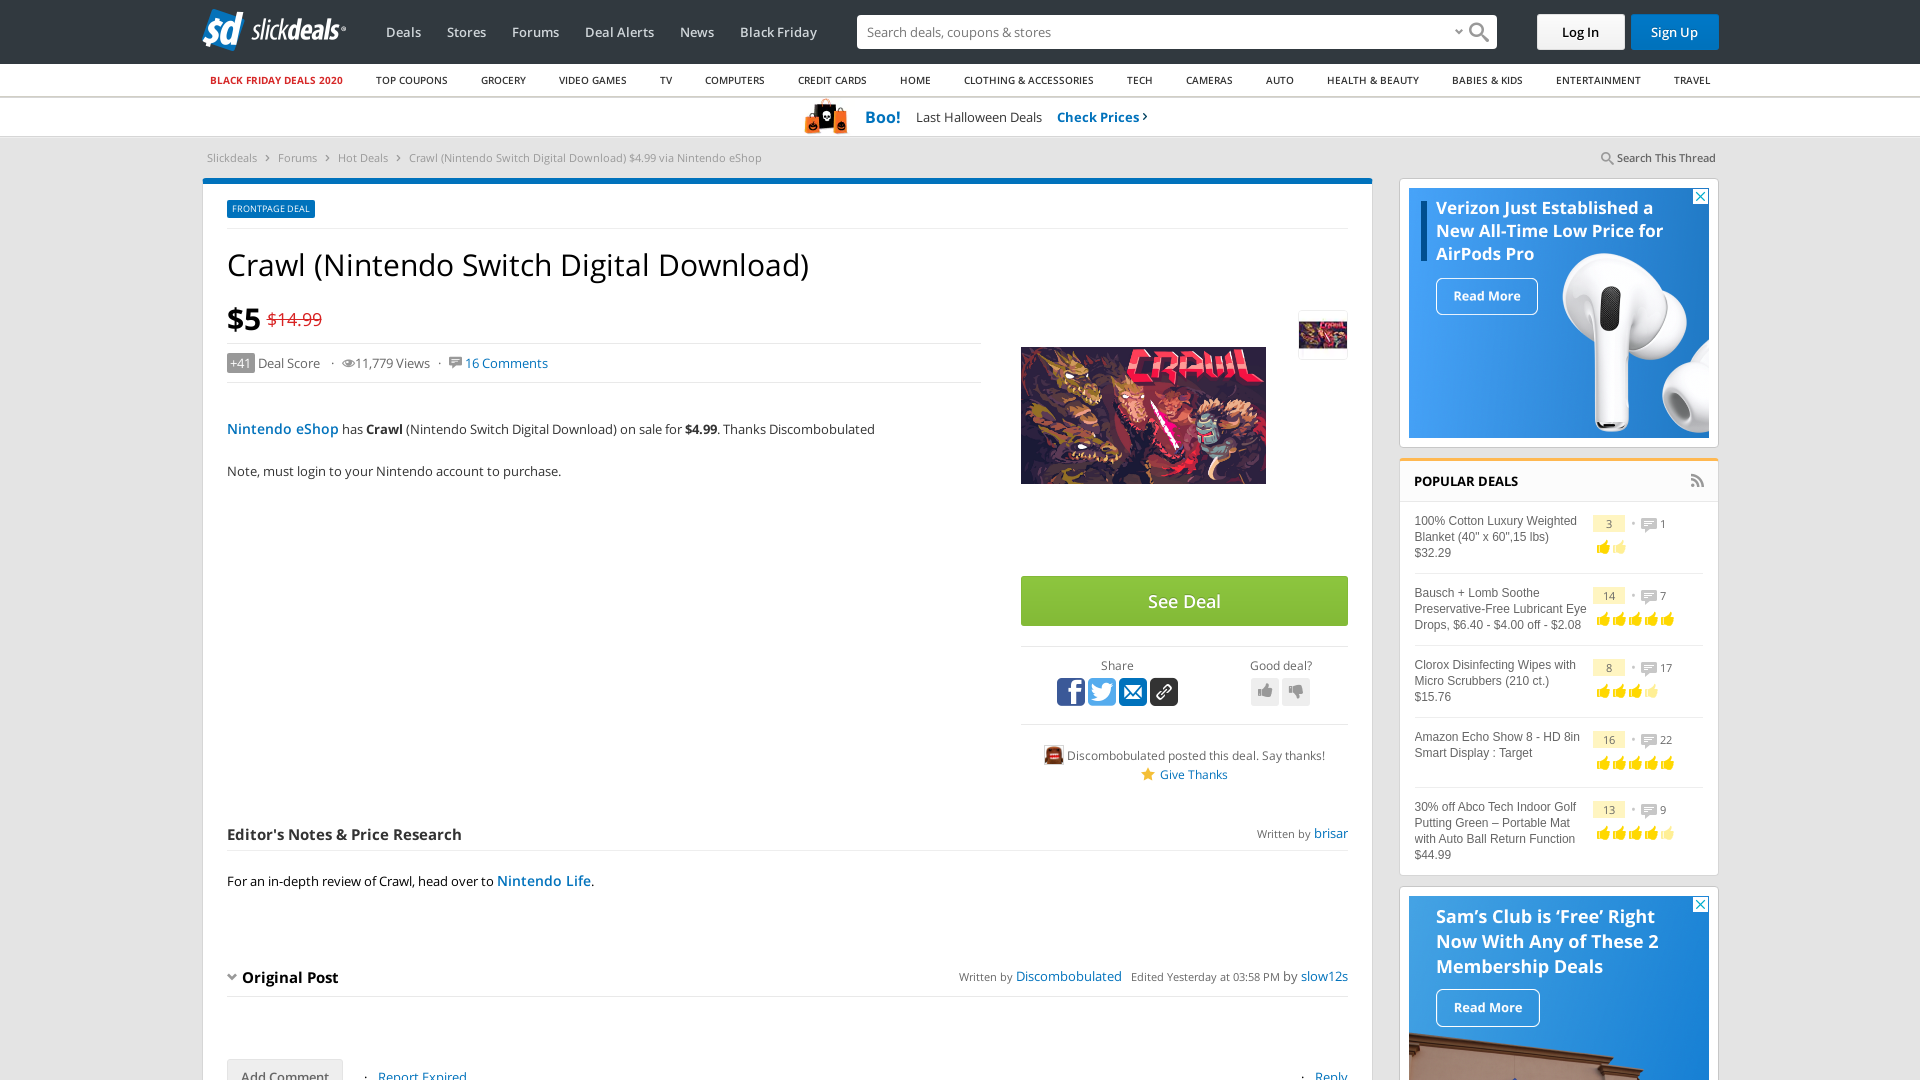 $d slickdeals
Deals
Stores
Forums
Deal Alerts
News
Black Friday
Search deals, coupons & stores
Log In
Sign Up
BLACK FRIDAY DEALS 2020
TOP COUPONS
GROCERY
VIDEO GAMES
TV
COMPUTERS
CREDIT CARDS
HOME
CLOTHING & ACCESSORIES
TECH
CAMERAS
AUTO
HEALTH & BEAUTY
BABIES & KIDS
ENTERTAINMENT
TRAVEL
Boo! Last Halloween Deals Check Prices ›
Slickdeals › Forums › Hot Deals › Crawl (Nintendo Switch Digital Download) $4.99 via Nintendo eShop
Search This Thread
FRONTPAGE DEAL
Crawl (Nintendo Switch Digital Download)
$5 $14.99
+41 Deal Score · 11,779 Views · 16 Comments
Nintendo eShop has Crawl (Nintendo Switch Digital Download) on sale for $4.99. Thanks Discombobulated
Note, must login to your Nintendo account to purchase.
CRAWL
CRAWL
See Deal
Share
Good deal?
Discombobulated posted this deal. Say thanks!
Give Thanks
Editor's Notes & Price Research
Written by brisar
For an in-depth review of Crawl, head over to Nintendo Life.
Original Post
Written by Discombobulated Edited Yesterday at 03:58 PM by slow12s
Add Comment
· Report Expired
· Reply
Verizon Just Established a
New All-Time Low Price for
AirPods Pro
Read More
POPULAR DEALS
100% Cotton Luxury Weighted
Blanket (40" x 60",15 lbs)
$32.29
3 • 1
Bausch + Lomb Soothe
Preservative-Free Lubricant Eye
Drops, $6.40 - $4.00 off - $2.08
14 • 7
Clorox Disinfecting Wipes with
Micro Scrubbers (210 ct.)
$15.76
8 • 17
Amazon Echo Show 8 - HD 8in
Smart Display : Target
16 • 22
30% off Abco Tech Indoor Golf
Putting Green – Portable Mat
with Auto Ball Return Function
$44.99
13 • 9
Sam's Club is ‘Free’ Right
Now With Any of These 2
Membership Deals
Read More